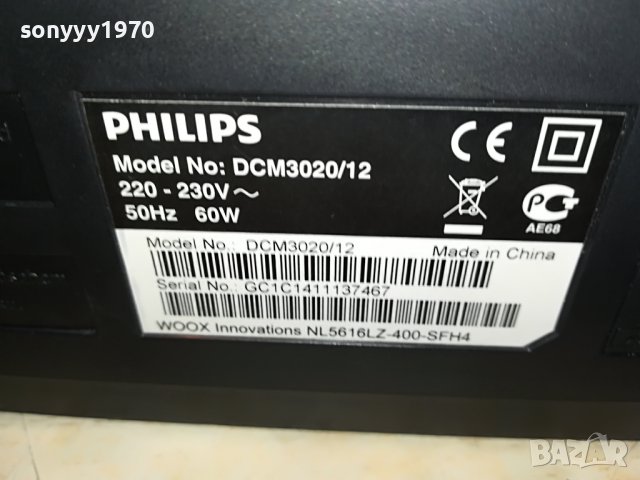 sonyyy1970
PHILIPS
Model No: DCM3020/12
220 - 230V ~
50Hz 60W
AE68
Model No.: DCM3020/12 Made in China
Serial No.: GC1C1411137467
WOOX Innovations NL5616LZ-400-SFH4
BAZAR